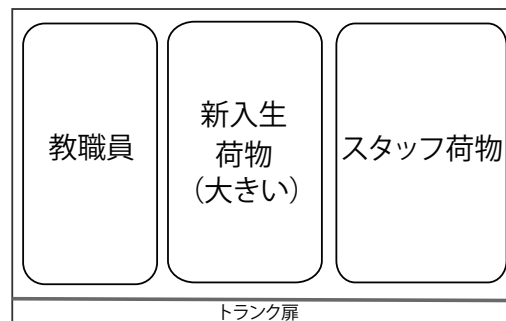 教職員
新入生
荷物
（大きい）
スタッフ荷物
トランク扉